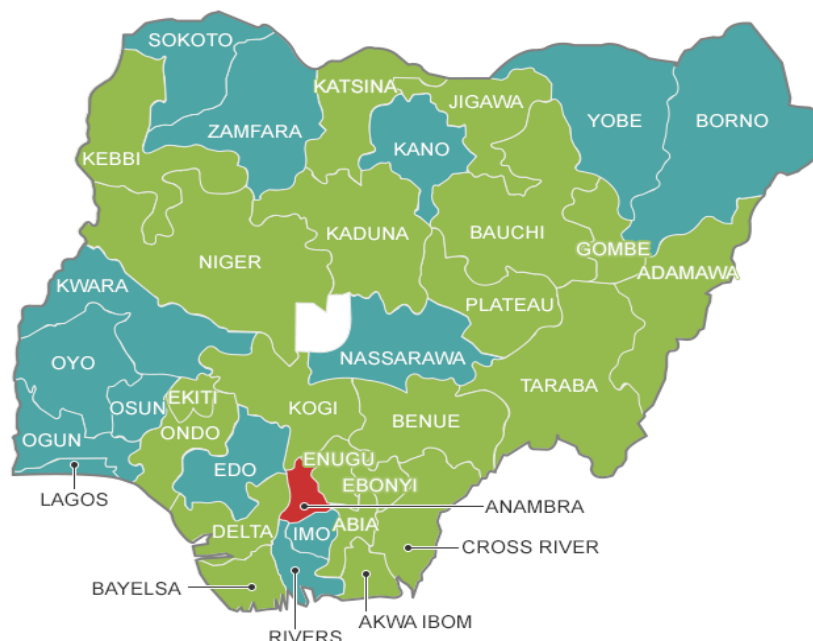 SOKOTO
KATSINA
JIGAWA
YOBE
BORNO
ZAMFARA
KANO
KEBBI
KADUNA
BAUCHI
GOMBE
NIGER
ADAMAWA
KWARA
PLATEAU
NASSARAWA
OYO
TARABA
EKITI
OSUN
KOGI
BENUE
ONDO
OGUN
ENUGU
EDO
EBONYI
LAGOS
ANAMBRA
DELTA
IMO
ABIA
CROSS RIVER
BAYELSA
AKWA IBOM
RIVERS